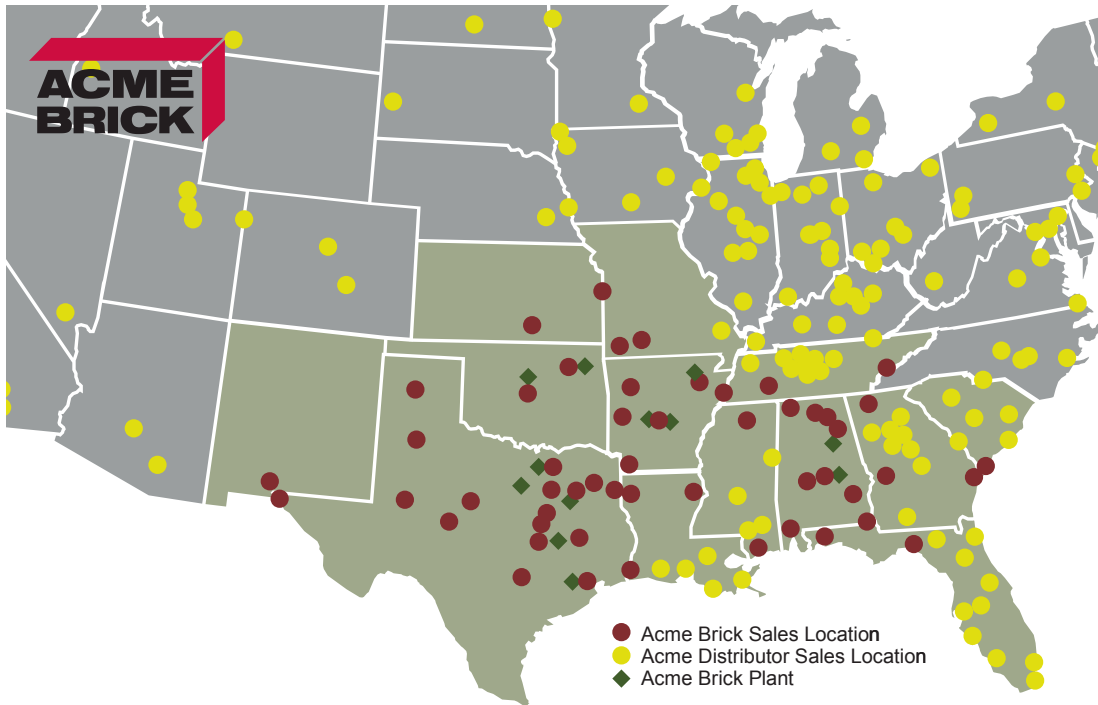 ACME
BRICK
Acme Brick Sales Location
Acme Distributor Sales Location
Acme Brick Plant